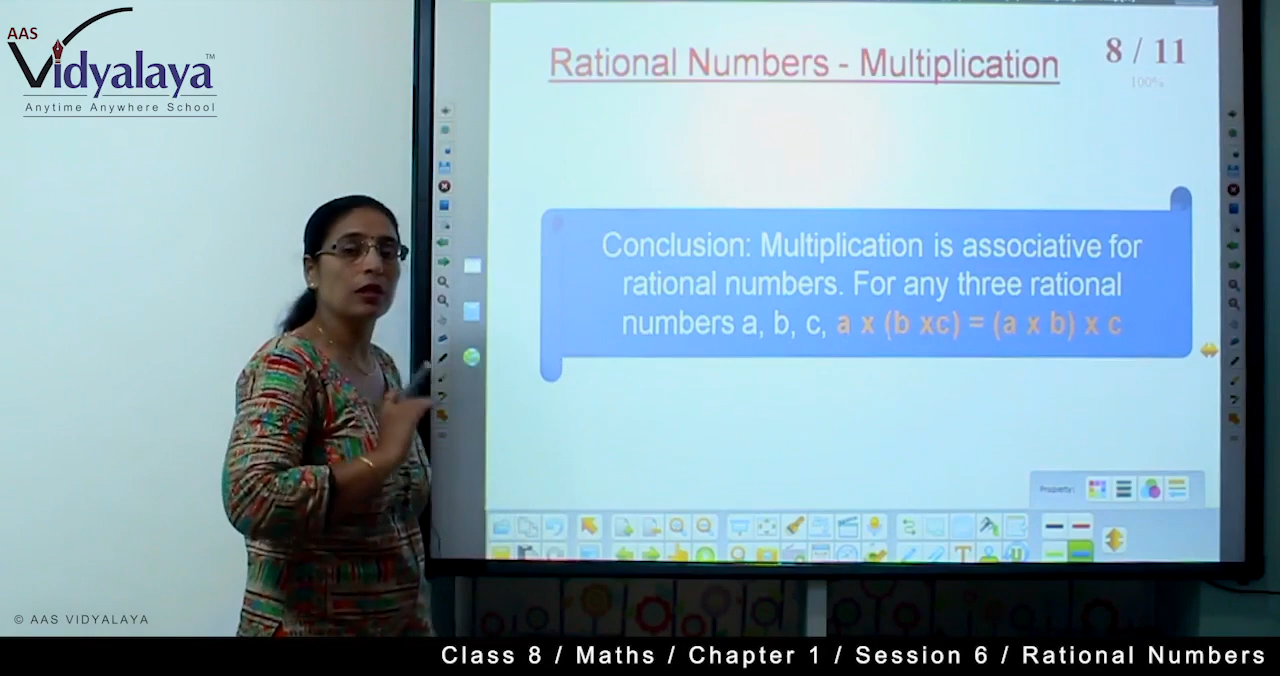 AAS
Vidyalaya
TM
Anytime Anywhere School
Rational Numbers - Multiplication
8 / 11
100%
Conclusion: Multiplication is associative for
rational numbers. For any three rational
numbers a, b, c, a x (b xc) = (a x b) x c
Property:
© AAS VIDYALAYA
Class 8 / Maths / Chapter 1 / Session 6 / Rational Numbers